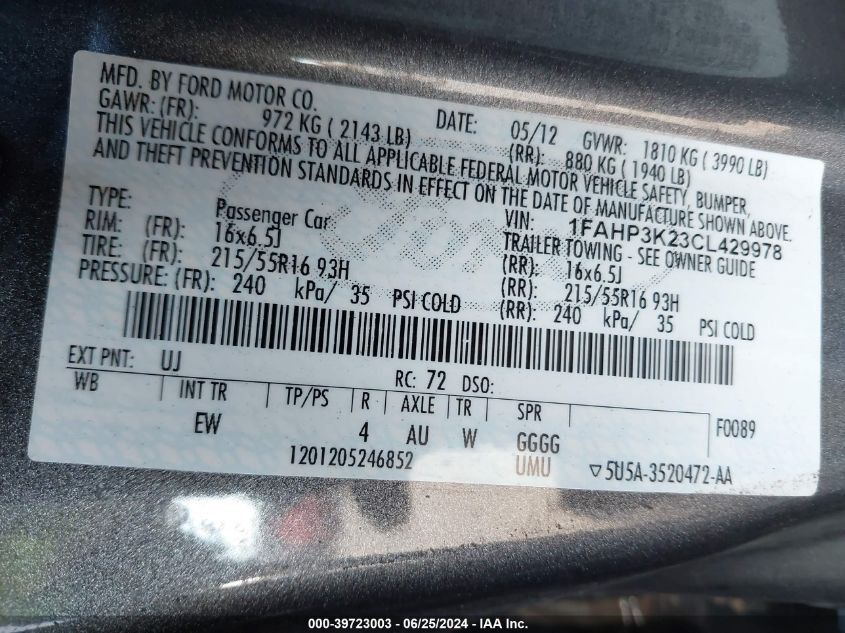 MFD. BY FORD MOTOR CO.
DATE: 05/12 GVWR: 1810 KG ( 3990 LB)
GAWR: (FR): 972 KG ( 2143 LB) (RR): 880 KG ( 1940 LB)
THIS VEHICLE CONFORMS TO ALL APPLICABLE FEDERAL MOTOR VEHICLE SAFETY, BUMPER,
AND THEFT PREVENTION STANDARDS IN EFFECT ON THE DATE OF MANUFACTURE SHOWN ABOVE.
VIN: 1FAHP3K23CL429978
TYPE: Passenger Car TRAILER TOWING - SEE OWNER GUIDE
RIM: (FR): 16x6.5J (RR): 16x6.5J
TIRE: (FR): 215/55R16 93H (RR): 215/55R16 93H
PRESSURE: (FR): 240 kPa/ 35 PSI COLD (RR): 240 kPa/ 35 PSI COLD
EXT PNT: UJ RC: 72 DSO:
WB INT TR TP/PS R AXLE TR SPR F0089
EW 4 AU W GGGG
1201205246852 UMU ▽5U5A-3520472-AA
000-39723003 — 06/25/2024 — IAAI.com